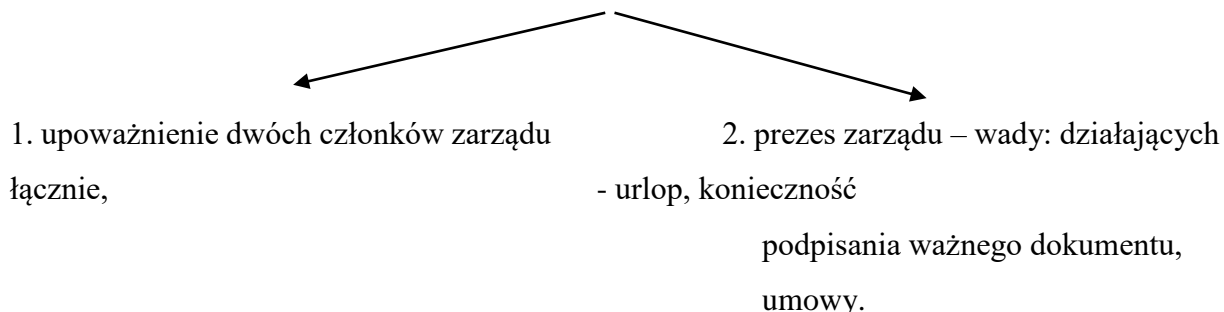 1. upoważnienie dwóch członków zarządu 2. prezes zarządu – wady: działających
łącznie, - urlop, konieczność
podpisania ważnego dokumentu,
umowy.